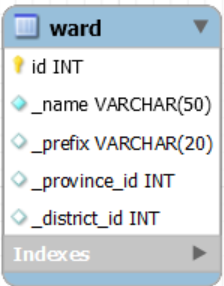 ward
id INT
_name VARCHAR(50)
_prefix VARCHAR(20)
_province_id INT
_district_id INT
Indexes